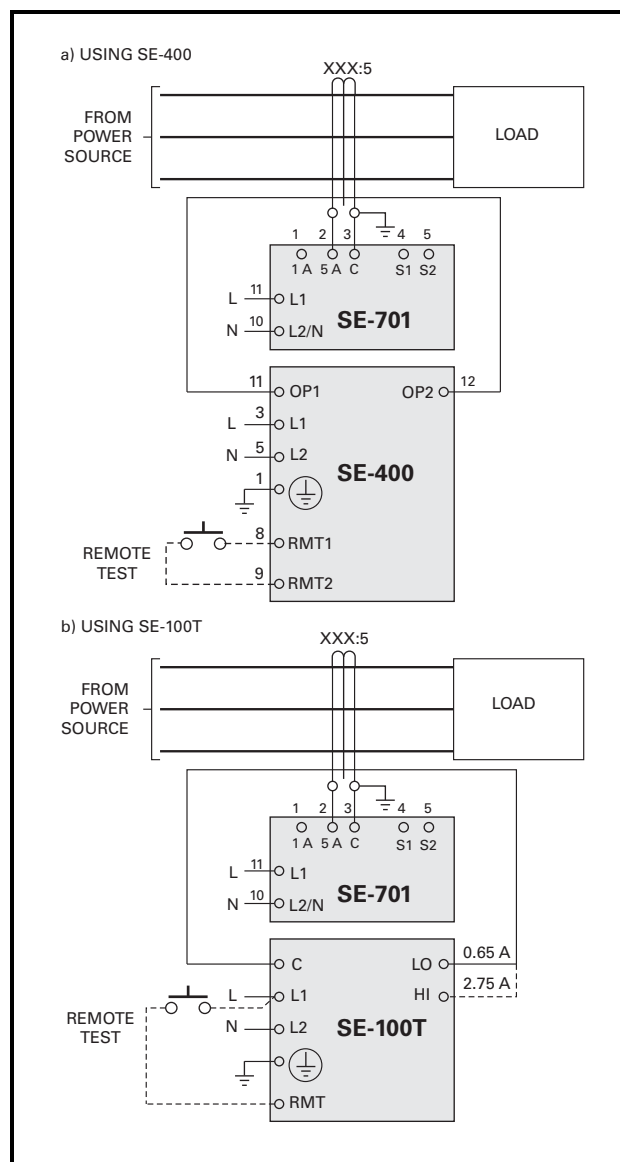 a) USING SE-400
XXX:5
FROM
POWER
SOURCE
LOAD
1 2 3 4 5
1 A 5 A C S1 S2
L 11 L1
N 10 L2/N
SE-701
11 OP1 OP2 12
L 3 L1
N 5 L2
SE-400
1
8 RMT1
REMOTE
TEST
9 RMT2
b) USING SE-100T
XXX:5
FROM
POWER
SOURCE
LOAD
1 2 3 4 5
1 A 5 A C S1 S2
L 11 L1
N 10 L2/N
SE-701
C LO 0.65 A
L L1 HI 2.75 A
REMOTE
TEST
N L2
SE-100T
RMT